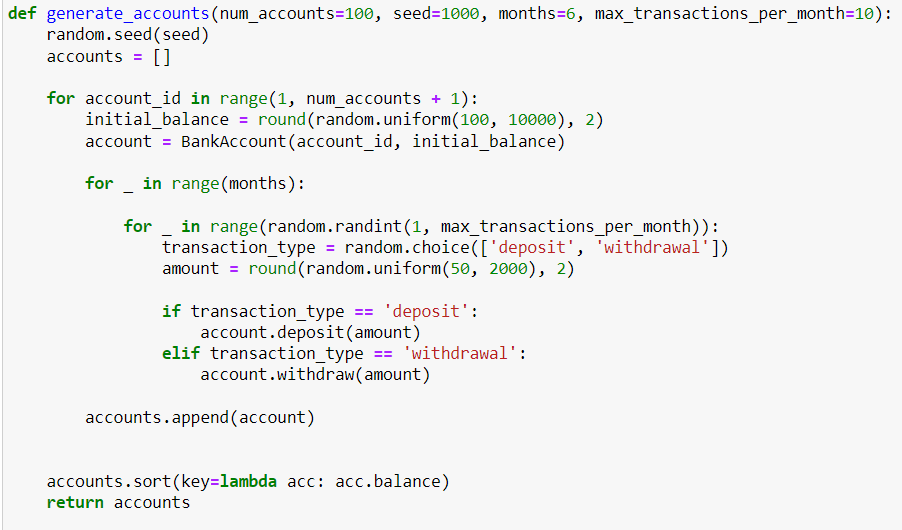 def generate_accounts(num_accounts=100, seed=1000, months=6, max_transactions_per_month=10):
    random.seed(seed)
    accounts = []
    for account_id in range(1, num_accounts + 1):
        initial_balance = round(random.uniform(100, 10000), 2)
        account = BankAccount(account_id, initial_balance)
        for _ in range(months):
            for _ in range(random.randint(1, max_transactions_per_month)):
                transaction_type = random.choice(['deposit', 'withdrawal'])
                amount = round(random.uniform(50, 2000), 2)
                if transaction_type == 'deposit':
                    account.deposit(amount)
                elif transaction_type == 'withdrawal':
                    account.withdraw(amount)
        accounts.append(account)
    accounts.sort(key=lambda acc: acc.balance)
    return accounts